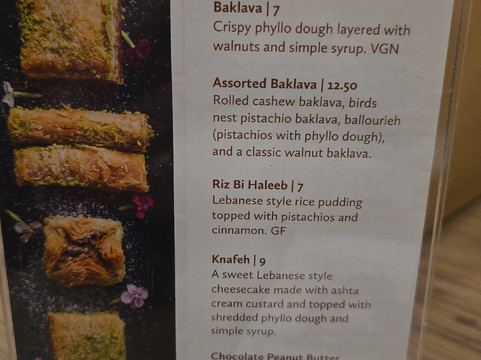 Baklava | 7
Crispy phyllo dough layered with
walnuts and simple syrup. VGN
Assorted Baklava | 12.50
Rolled cashew baklava, birds
nest pistachio baklava, ballourieh
(pistachios with phyllo dough),
and a classic walnut baklava.
Riz Bi Haleeb | 7
Lebanese style rice pudding
topped with pistachios and
cinnamon. GF
Knafeh | 9
A sweet Lebanese style
cheesecake made with ashta
cream custard and topped with
shredded phyllo dough and
simple syrup.
Chocolate Peanut Butter